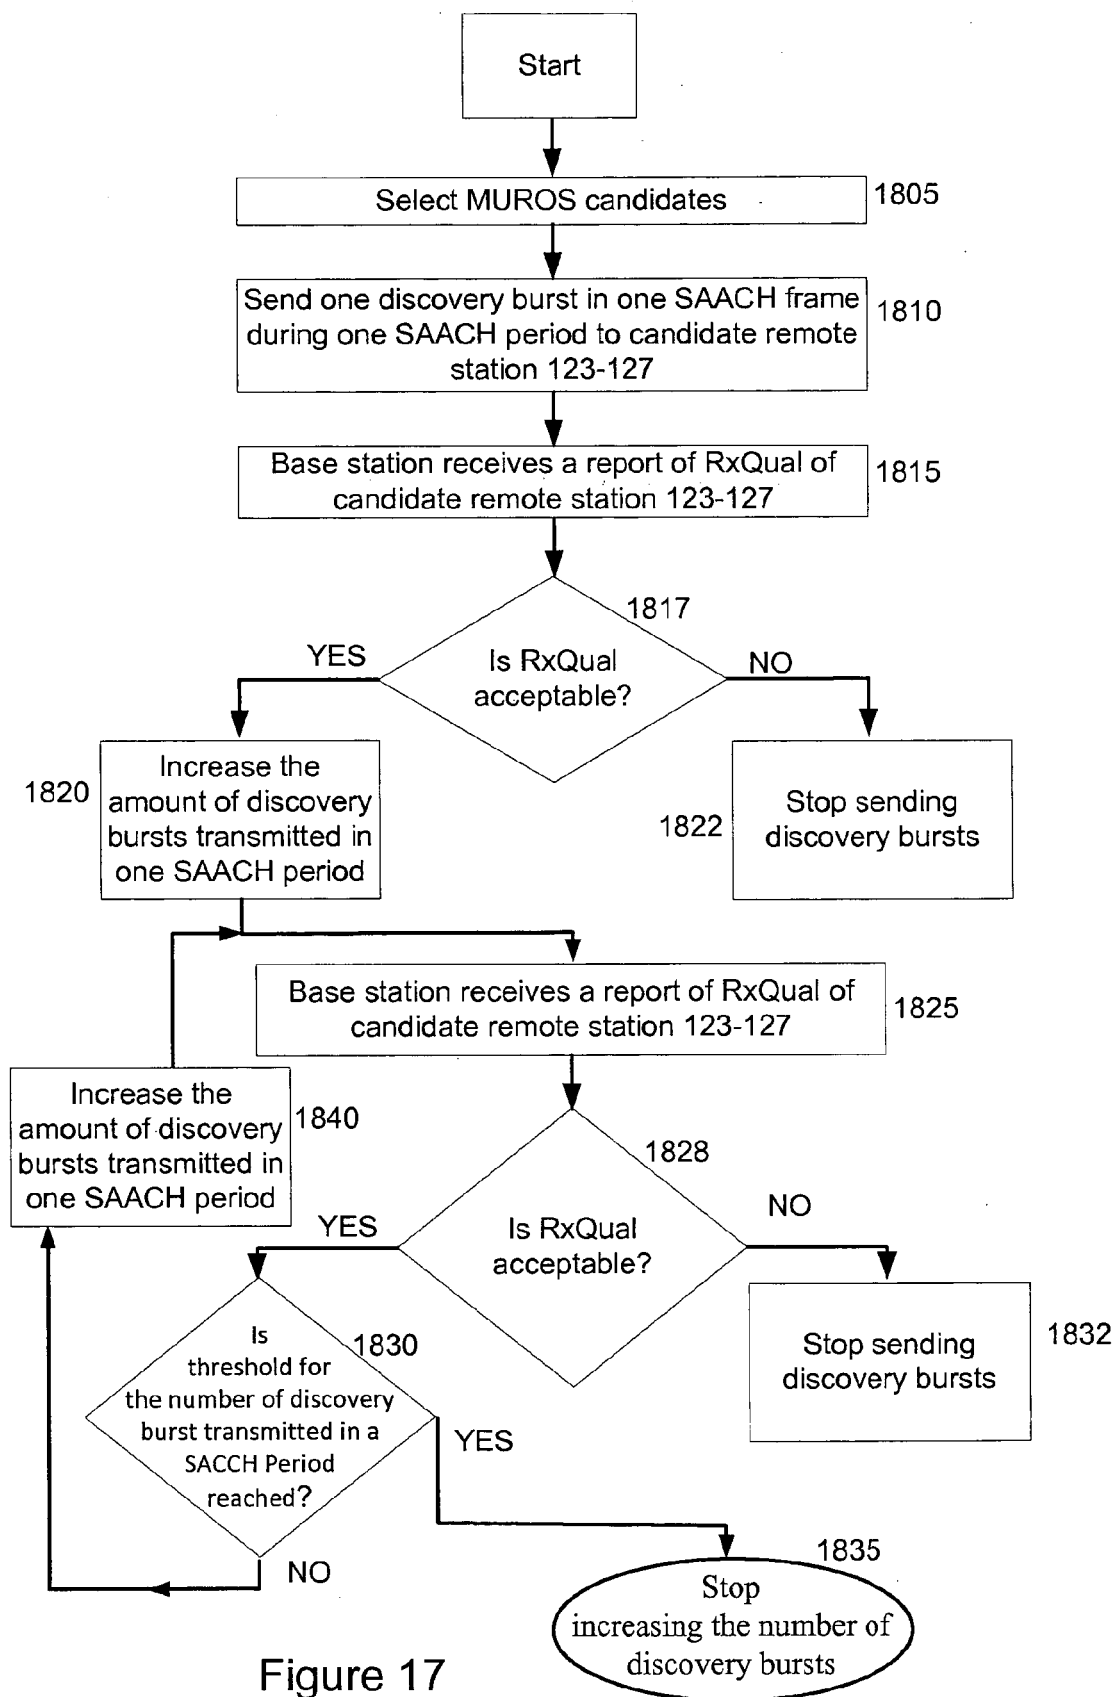 Start
Select MUROS candidates
1805
Send one discovery burst in one SAACH frame
during one SAACH period to candidate remote
station 123-127
1810
Base station receives a report of RxQual of
candidate remote station 123-127
1815
1817
Is RxQual
acceptable?
YES
NO
1820
Increase the
amount of discovery
bursts transmitted in
one SAACH period
1822
Stop sending
discovery bursts
Base station receives a report of RxQual of
candidate remote station 123-127
1825
Increase the
amount of discovery
bursts transmitted in
one SAACH period
1840
1828
Is RxQual
acceptable?
YES
NO
1830
Is
threshold for
the number of discovery
burst transmitted in a
SACCH Period
reached?
YES
NO
Stop sending
discovery bursts
1832
1835
Stop
increasing the number of
discovery bursts
Figure 17